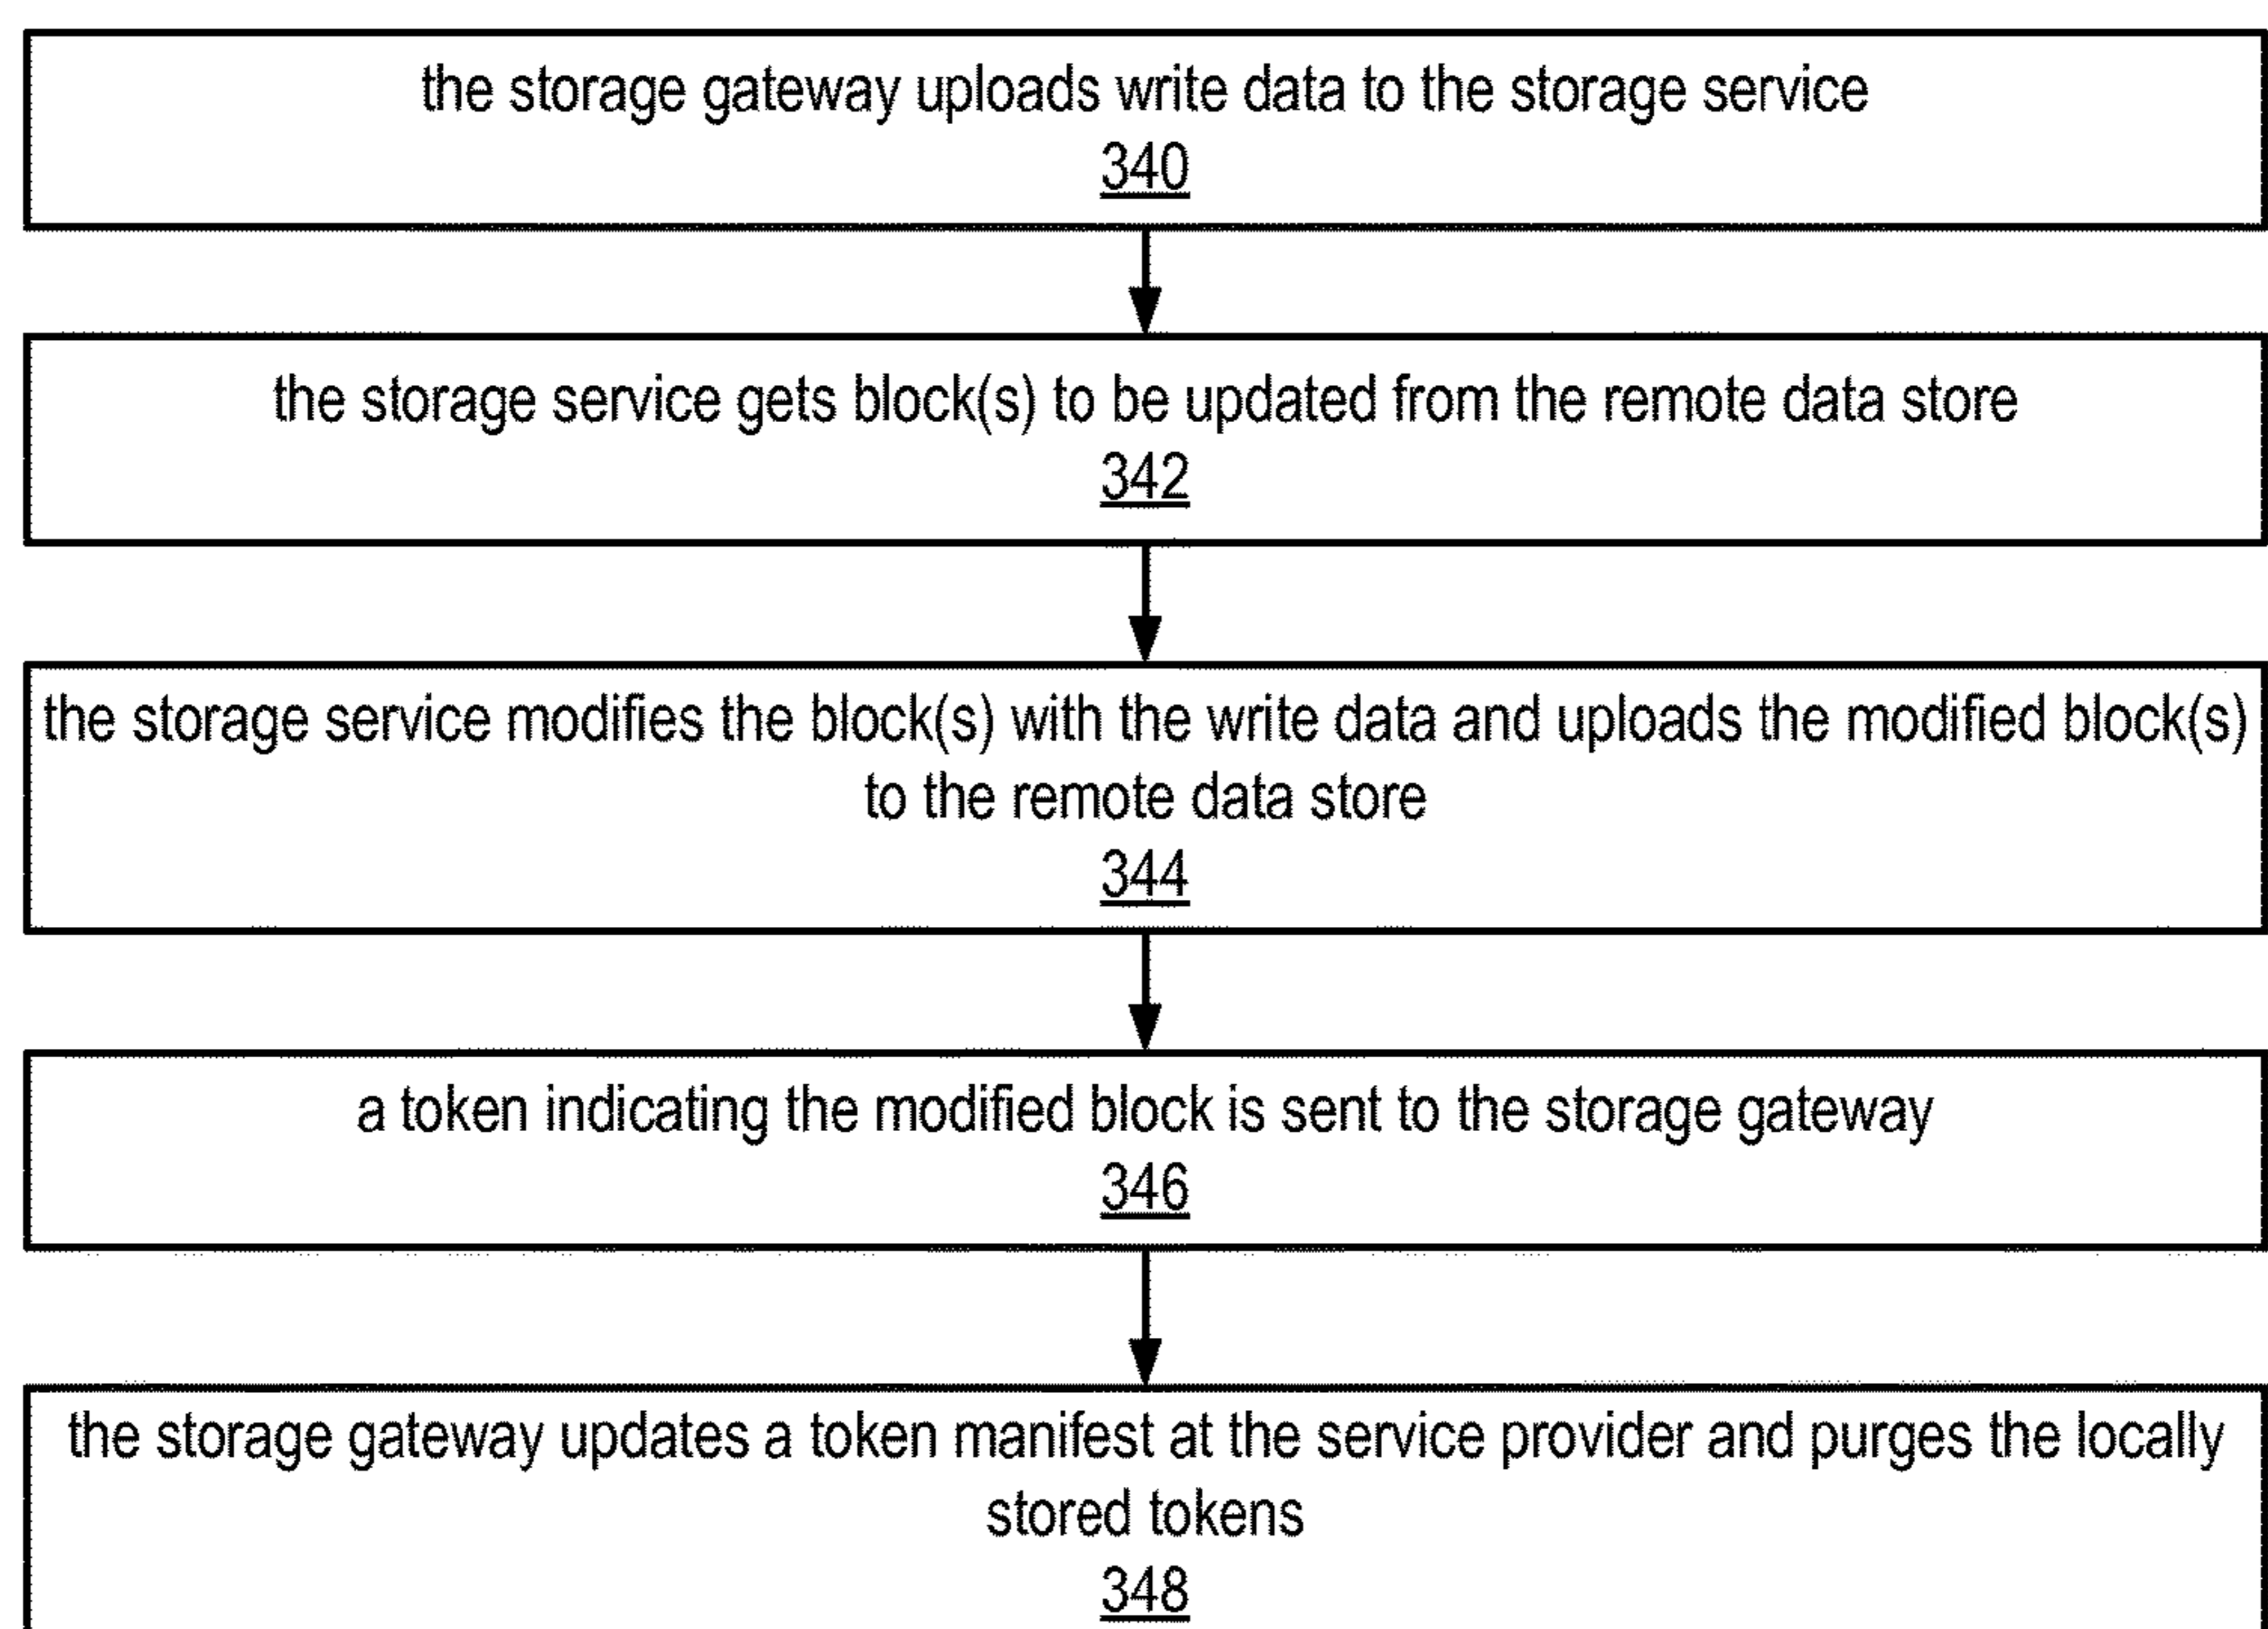 the storage gateway uploads write data to the storage service
340
the storage service gets block(s) to be updated from the remote data store
342
the storage service modifies the block(s) with the write data and uploads the modified block(s)
to the remote data store
344
a token indicating the modified block is sent to the storage gateway
346
the storage gateway updates a token manifest at the service provider and purges the locally
stored tokens
348